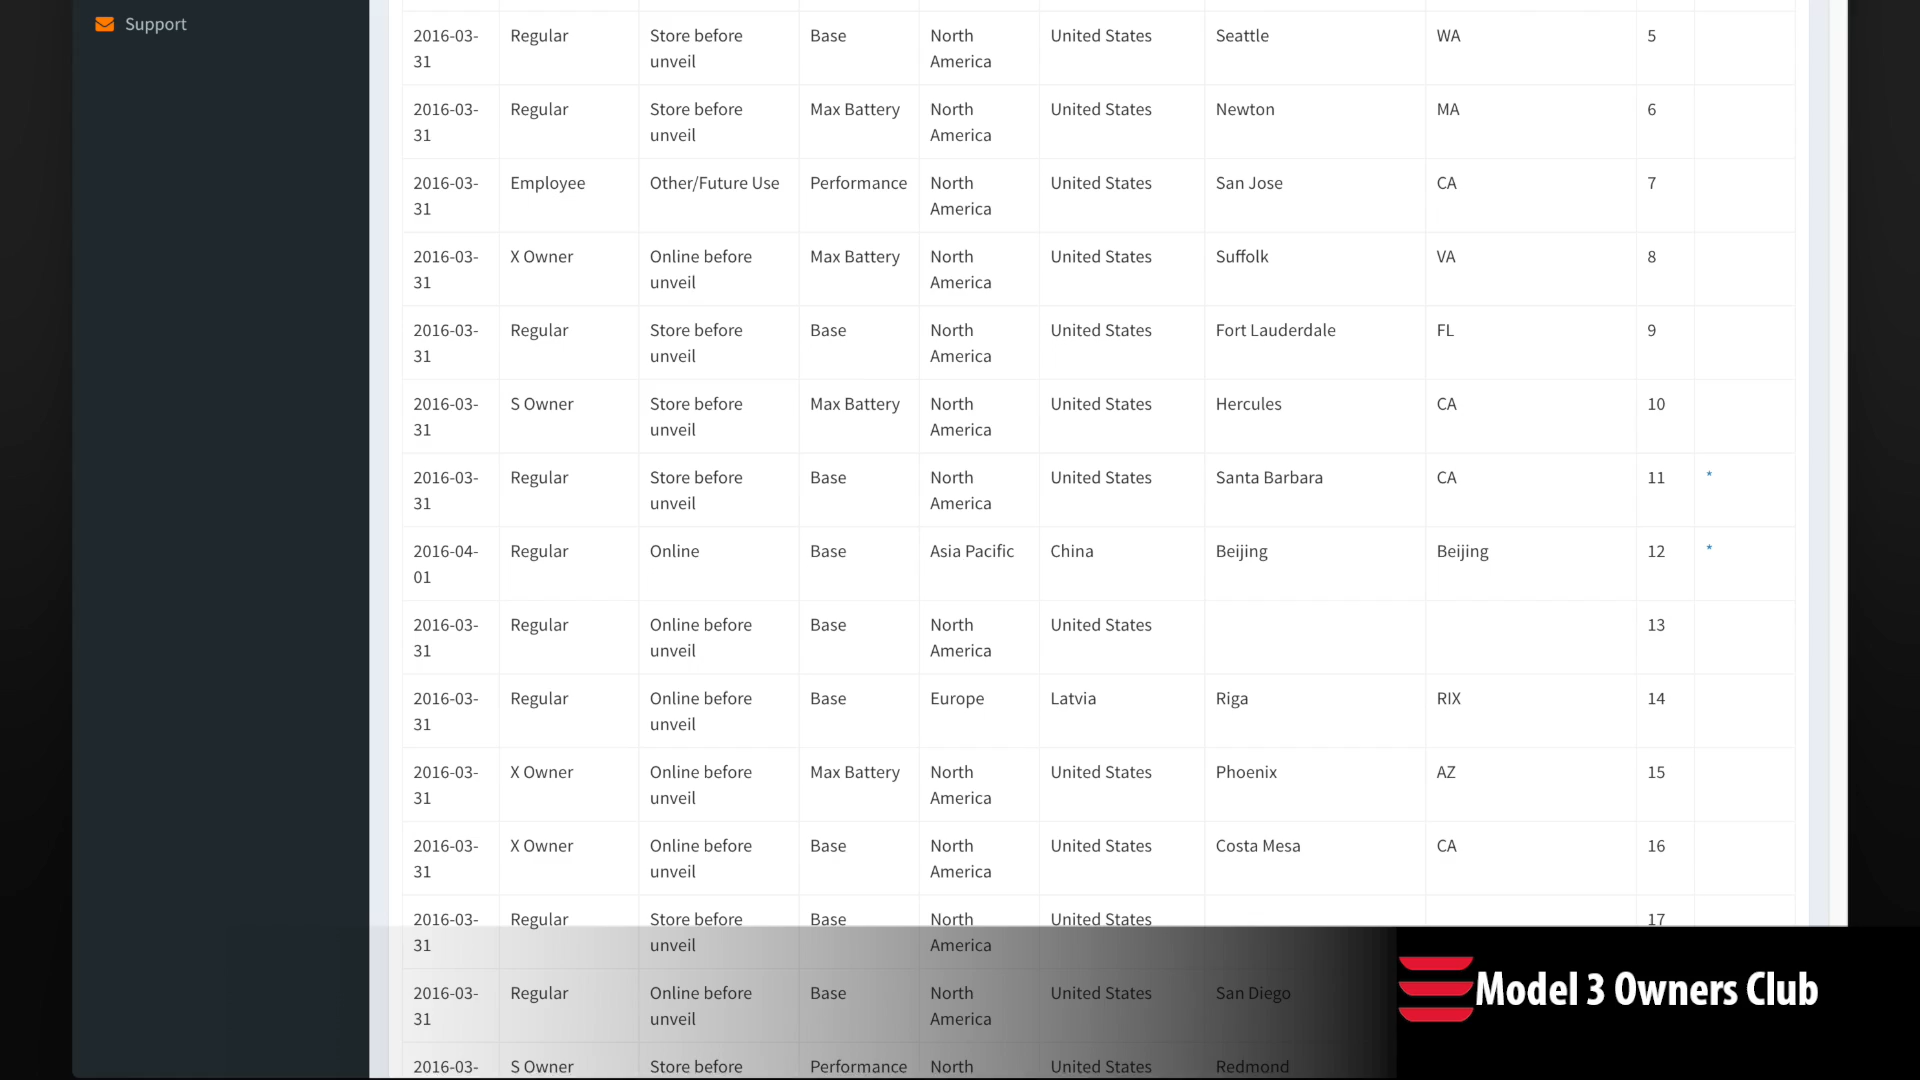 Support
2016-03-31 Regular Store before unveil Base North America United States Seattle WA 5
2016-03-31 Regular Store before unveil Max Battery North America United States Newton MA 6
2016-03-31 Employee Other/Future Use Performance North America United States San Jose CA 7
2016-03-31 X Owner Online before unveil Max Battery North America United States Suffolk VA 8
2016-03-31 Regular Store before unveil Base North America United States Fort Lauderdale FL 9
2016-03-31 S Owner Store before unveil Max Battery North America United States Hercules CA 10
2016-03-31 Regular Store before unveil Base North America United States Santa Barbara CA 11 *
2016-04-01 Regular Online Base Asia Pacific China Beijing Beijing 12 *
2016-03-31 Regular Online before unveil Base North America United States 13
2016-03-31 Regular Online before unveil Base Europe Latvia Riga RIX 14
2016-03-31 X Owner Online before unveil Max Battery North America United States Phoenix AZ 15
2016-03-31 X Owner Online before unveil Base North America United States Costa Mesa CA 16
2016-03-31 Regular Store before unveil Base North America United States 17
2016-03-31 Regular Online before unveil Base North America United States San Diego
2016-03- S Owner Store before Performance North United States Redmond
Model 3 Owners Club